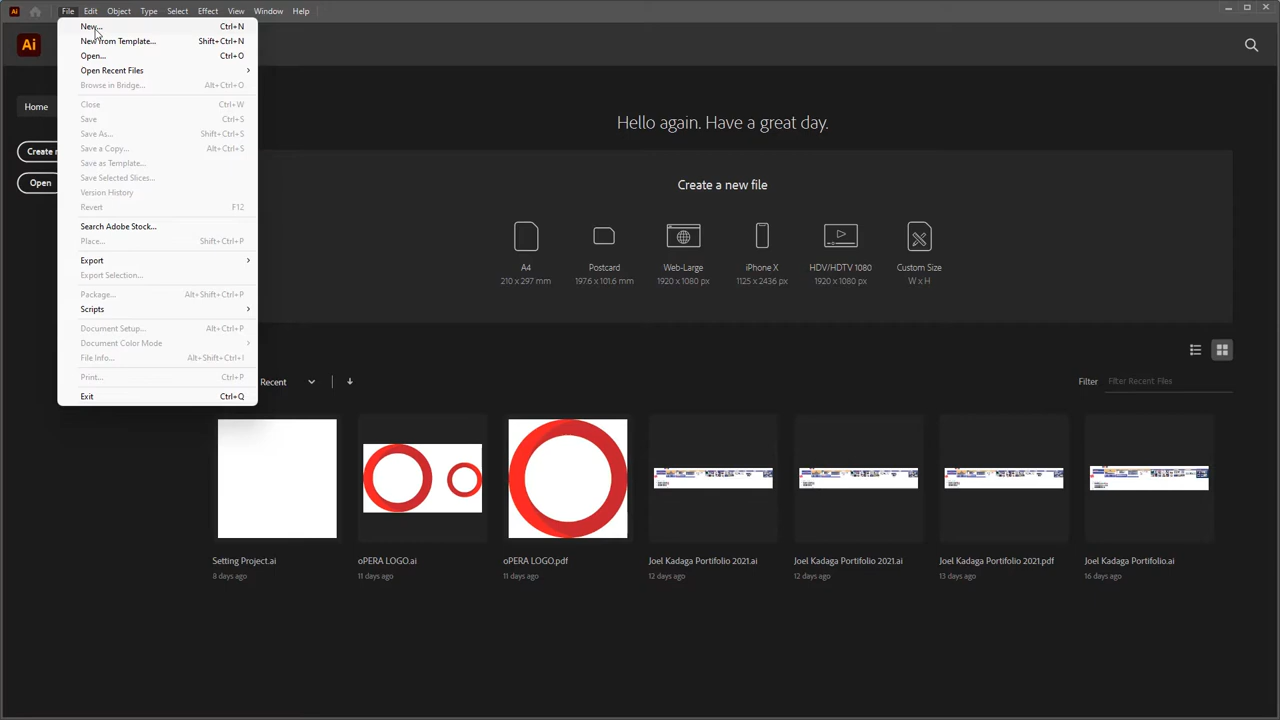 Ai File Edit Object Type Select Effect View Window Help
Ai
New... Ctrl+N
New from Template... Shift+Ctrl+N
Open... Ctrl+O
Open Recent Files
Browse in Bridge... Alt+Ctrl+O
Close Ctrl+W
Save Ctrl+S
Save As... Shift+Ctrl+S
Save a Copy... Alt+Ctrl+S
Save as Template...
Save Selected Slices...
Version History
Revert F12
Search Adobe Stock...
Place... Shift+Ctrl+P
Export
Export Selection...
Package... Alt+Shift+Ctrl+P
Scripts
Document Setup... Alt+Ctrl+P
Document Color Mode
File Info... Alt+Shift+Ctrl+I
Print... Ctrl+P
Exit Ctrl+Q
Home
Create
Open
Hello again. Have a great day.
Create a new file
A4
210 x 297 mm
Postcard
197.6 x 101.6 mm
Web-Large
1920 x 1080 px
iPhone X
1125 x 2436 px
HDV/HDTV 1080
1920 x 1080 px
Custom Size
W x H
Recent
Filter Filter Recent Files
Setting Project.ai
8 days ago
oPERA LOGO.ai
11 days ago
oPERA LOGO.pdf
11 days ago
Joel Kadaga Portifolio 2021.ai
12 days ago
Joel Kadaga Portifolio 2021.ai
12 days ago
Joel Kadaga Portifolio 2021.pdf
13 days ago
Joel Kadaga Portifolio.ai
16 days ago